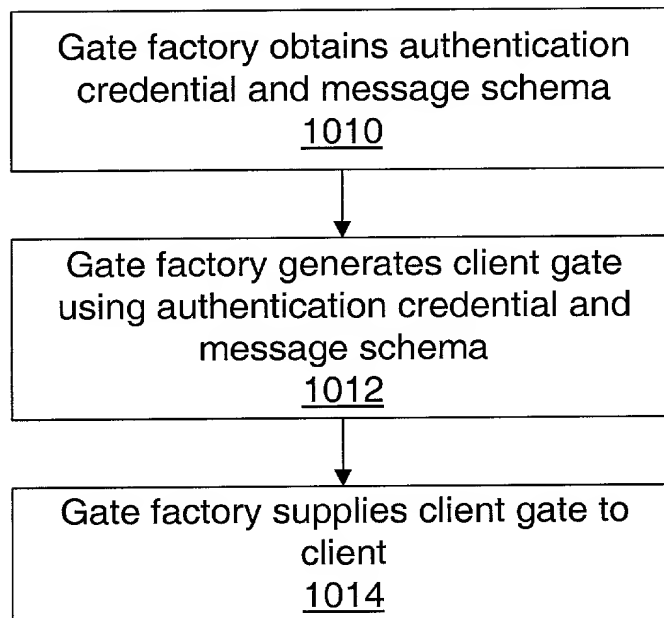 Gate factory obtains authentication
credential and message schema
1010
Gate factory generates client gate
using authentication credential and
message schema
1012
Gate factory supplies client gate to
client
1014